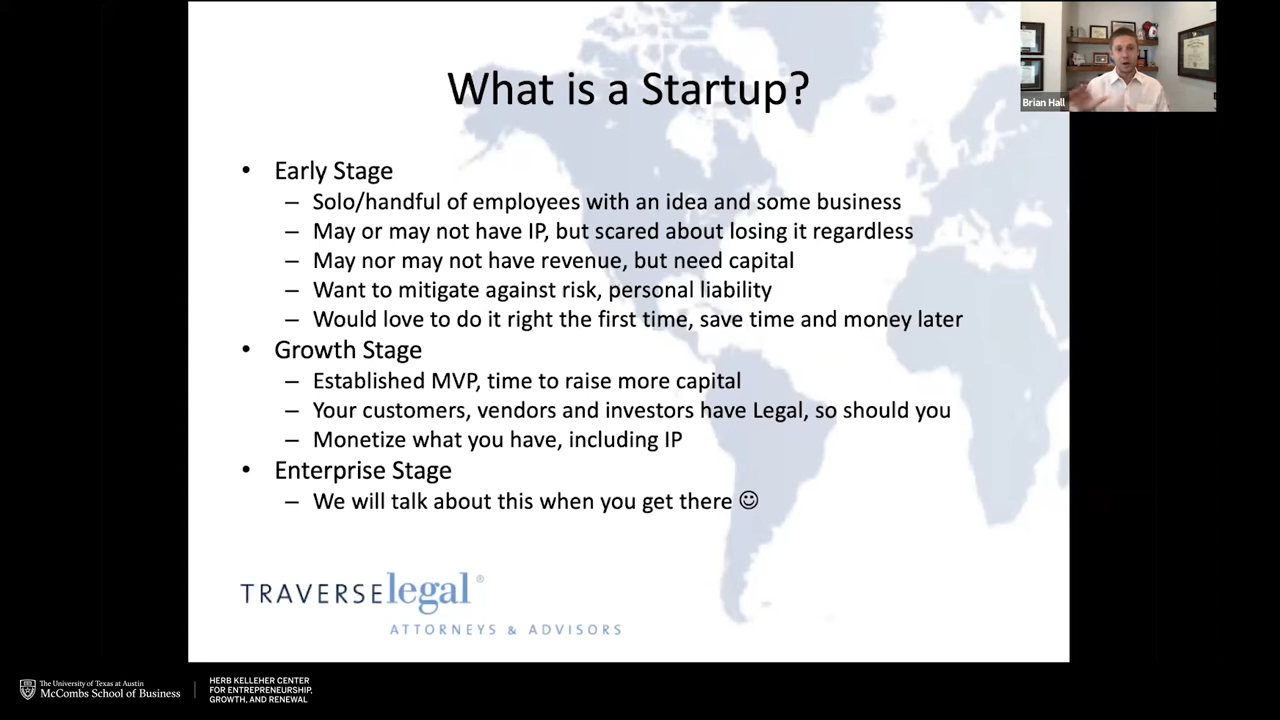 What is a Startup?
Brian Hall
• Early Stage
– Solo/handful of employees with an idea and some business
– May or may not have IP, but scared about losing it regardless
– May nor may not have revenue, but need capital
– Want to mitigate against risk, personal liability
– Would love to do it right the first time, save time and money later
• Growth Stage
– Established MVP, time to raise more capital
– Your customers, vendors and investors have Legal, so should you
– Monetize what you have, including IP
• Enterprise Stage
– We will talk about this when you get there ☺
TRAVERSElegal®
ATTORNEYS & ADVISORS
The University of Texas at Austin
McCombs School of Business
HERB KELLEHER CENTER
FOR ENTREPRENEURSHIP,
GROWTH, AND RENEWAL